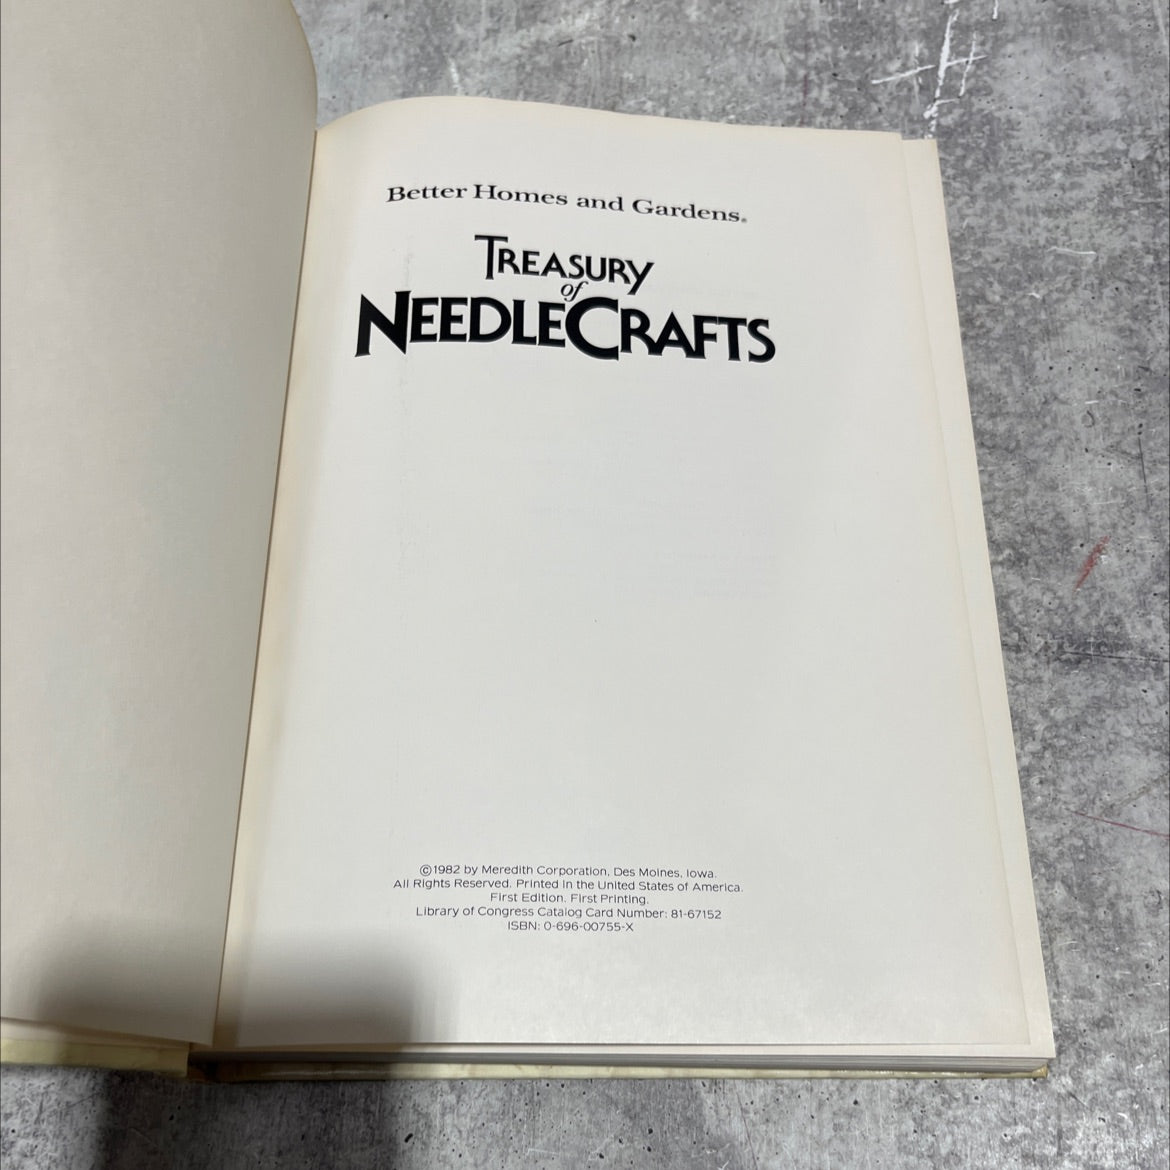 Better Homes and Gardens®
TREASURY
of
NEEDLECRAFTS
©1982 by Meredith Corporation, Des Moines, Iowa.
All Rights Reserved. Printed in the United States of America.
First Edition. First Printing.
Library of Congress Catalog Card Number: 81-67152
ISBN: 0-696-00755-X